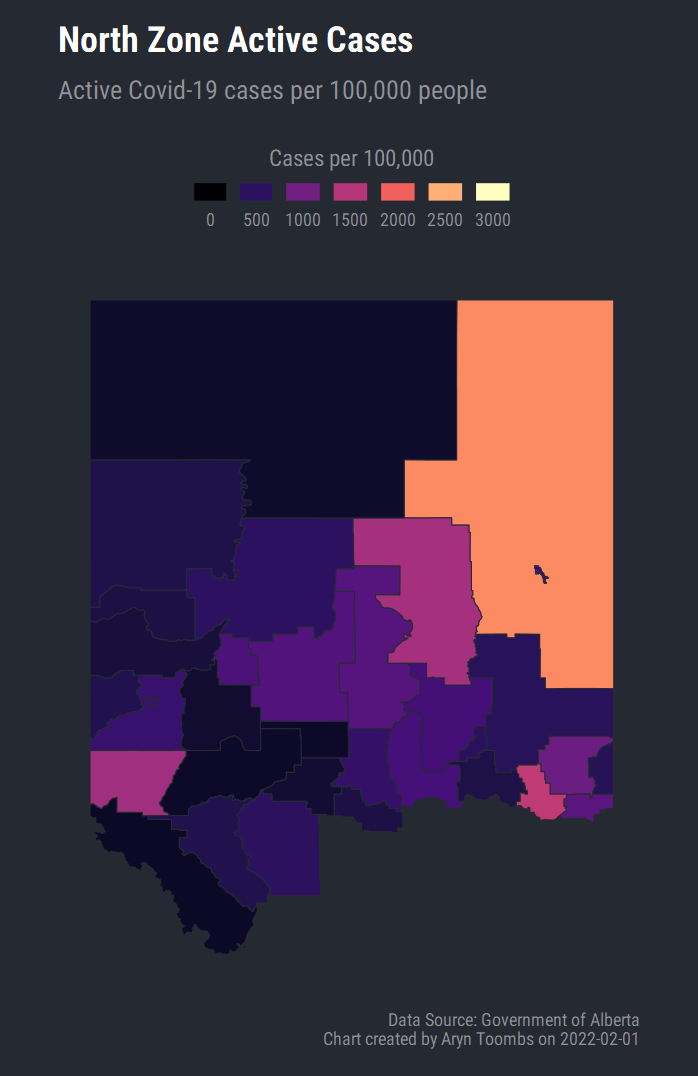 North Zone Active Cases
Active Covid-19 cases per 100,000 people
Cases per 100,000
0 500 1000 1500 2000 2500 3000
Data Source: Government of Alberta
Chart created by Aryn Toombs on 2022-02-01